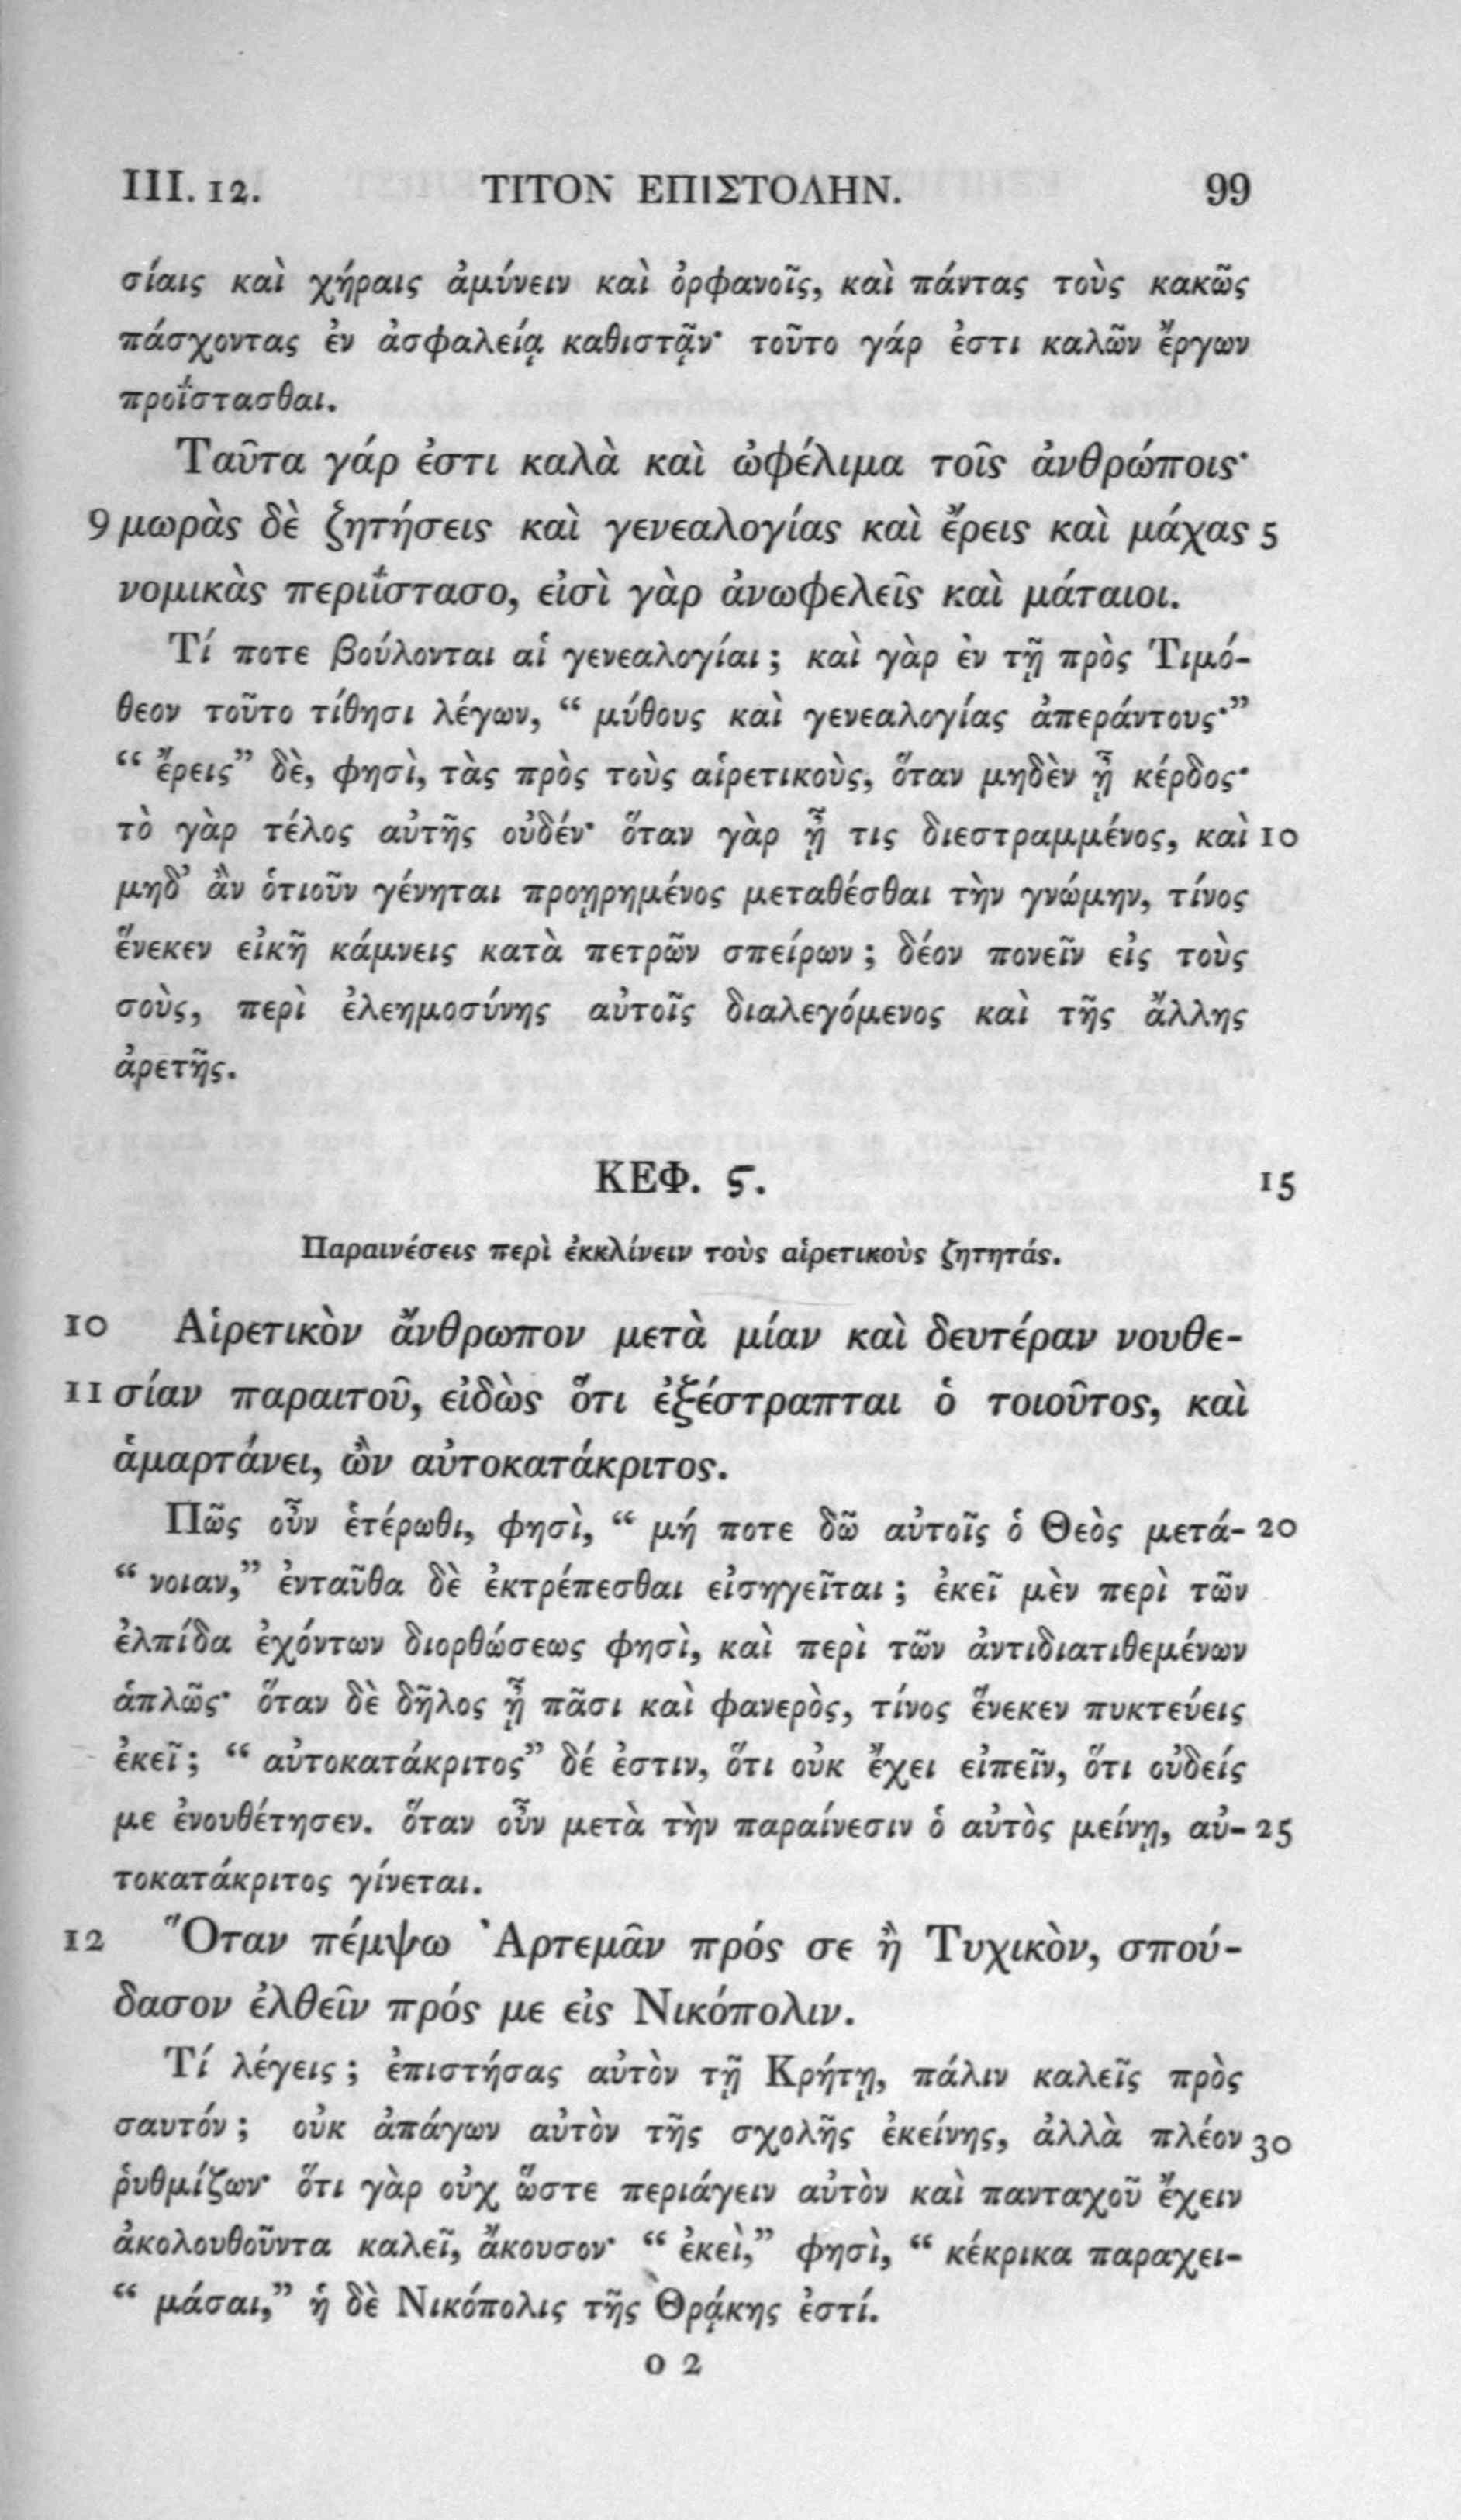 III. 12. ΤΙΤΟΝ ΕΠΙΣΤΟΛΗΝ. 99
σίαις καὶ χήραις ἀμύνειν καὶ ὀρφανοῖς, καὶ πάντας τοὺς κακῶς
πάσχοντας ἐν ἀσφαλείᾳ καθιστᾷν· τοῦτο γάρ ἐστι καλῶν ἔργων
προΐστασθαι.
Ταῦτα γάρ ἐστι καλὰ καὶ ὠφέλιμα τοῖς ἀνθρώποις·
9 μωρὰς δὲ ζητήσεις καὶ γενεαλογίας καὶ ἔρεις καὶ μάχας 5
νομικὰς περιΐστασο, εἰσὶ γὰρ ἀνωφελεῖς καὶ μάταιοι.
Τί ποτε βούλονται αἱ γενεαλογίαι ; καὶ γὰρ ἐν τῇ πρὸς Τιμό-
θεον τοῦτο τίθησι λέγων, “ μύθους καὶ γενεαλογίας ἀπεράντους·”
“ ἔρεις” δὲ, φησὶ, τὰς πρὸς τοὺς αἱρετικοὺς, ὅταν μηδὲν ᾖ κέρδος·
τὸ γὰρ τέλος αὐτῆς οὐδέν· ὅταν γὰρ ᾖ τις διεστραμμένος, καὶ 10
μηδ’ ἂν ὁτιοῦν γένηται προῃρημένος μεταθέσθαι τὴν γνώμην, τίνος
ἕνεκεν εἰκῆ κάμνεις κατὰ πετρῶν σπείρων ; δέον πονεῖν εἰς τοὺς
σοὺς, περὶ ἐλεημοσύνης αὐτοῖς διαλεγόμενος καὶ τῆς ἄλλης
ἀρετῆς.
ΚΕΦ. ϛ. 15
Παραινέσεις περὶ ἐκκλίνειν τοὺς αἱρετικοὺς ζητητάς.
10 Αἱρετικὸν ἄνθρωπον μετὰ μίαν καὶ δευτέραν νουθε-
11 σίαν παραιτοῦ, εἰδὼς ὅτι ἐξέστραπται ὁ τοιοῦτος, καὶ
ἁμαρτάνει, ὢν αὐτοκατάκριτος.
Πῶς οὖν ἑτέρωθι, φησὶ, “ μή ποτε δῶ αὐτοῖς ὁ Θεὸς μετά- 20
“ νοιαν,” ἐνταῦθα δὲ ἐκτρέπεσθαι εἰσηγεῖται ; ἐκεῖ μὲν περὶ τῶν
ἐλπίδα ἐχόντων διορθώσεως φησὶ, καὶ περὶ τῶν ἀντιδιατιθεμένων
ἁπλῶς· ὅταν δὲ δῆλος ᾖ πᾶσι καὶ φανερὸς, τίνος ἕνεκεν πυκτεύεις
ἐκεῖ ; “ αὐτοκατάκριτος” δέ ἐστιν, ὅτι οὐκ ἔχει εἰπεῖν, ὅτι οὐδείς
με ἐνουθέτησεν. ὅταν οὖν μετὰ τὴν παραίνεσιν ὁ αὐτὸς μείνῃ, αὐ- 25
τοκατάκριτος γίνεται.
12 Ὅταν πέμψω Ἀρτεμᾶν πρός σε ἢ Τυχικὸν, σπού-
δασον ἐλθεῖν πρός με εἰς Νικόπολιν.
Τί λέγεις ; ἐπιστήσας αὐτὸν τῇ Κρήτῃ, πάλιν καλεῖς πρὸς
σαυτόν ; οὐκ ἀπάγων αὐτὸν τῆς σχολῆς ἐκείνης, ἀλλὰ πλέον 30
ῥυθμίζων· ὅτι γὰρ οὐχ ὥστε περιάγειν αὐτὸν καὶ πανταχοῦ ἔχειν
ἀκολουθοῦντα καλεῖ, ἄκουσον· “ ἐκεὶ,” φησὶ, “ κέκρικα παραχει-
“ μάσαι,” ἡ δὲ Νικόπολις τῆς Θρᾴκης ἐστί.
O 2